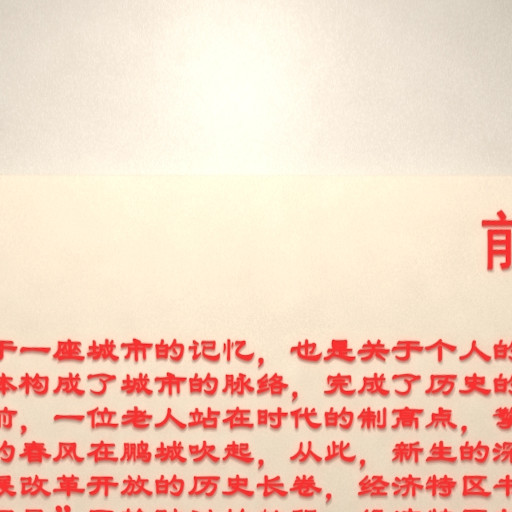 前
于一座城市的记忆，也是关于个人的
体构成了城市的脉络，完成了历史的
前，一位老人站在时代的制高点，
的春风在鹏城吹起，从此，新生的深
展改革开放的历史长卷，经济特区